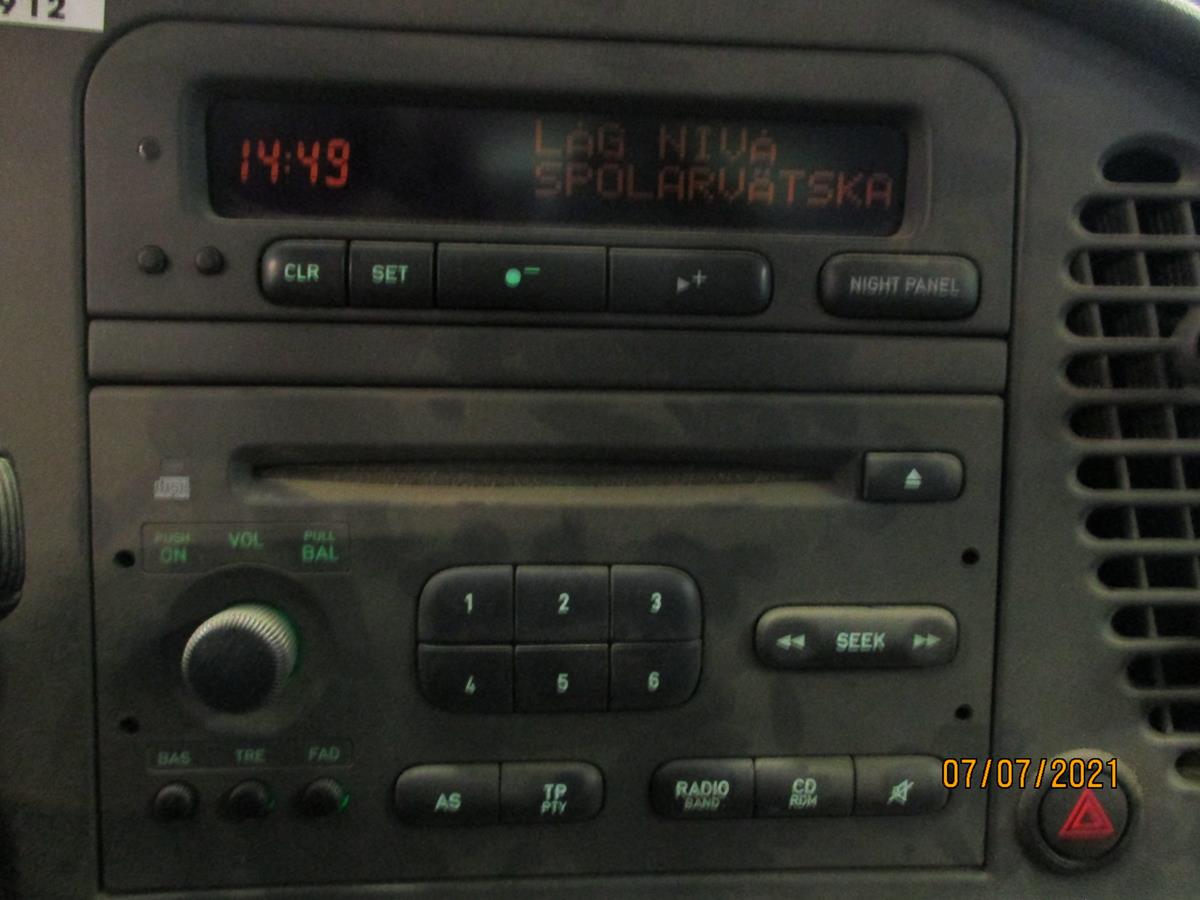 912
14:49
LÅG NIVÅ
SPOLARVÄTSKA
CLR
SET
NIGHT PANEL
PUSH
ON
VOL
PULL
BAL
1
2
3
4
5
6
SEEK
BAS
TRE
FAD
AS
TP
PTY
RADIO
BAND
CD
RDM
07/07/2021